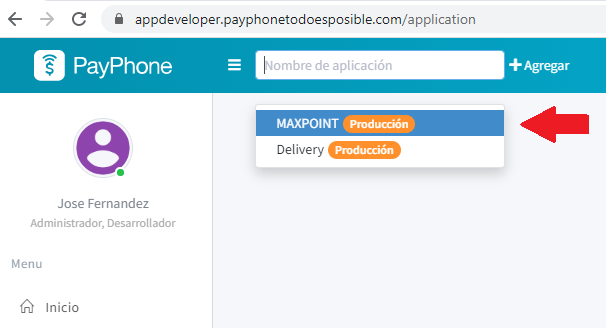 appdeveloper.payphonetodoesposible.com/application
PayPhone
Nombre de aplicación
Agregar
MAXPOINT Producción
Delivery Producción
Jose Fernandez
Administrador, Desarrollador
Menu
Inicio